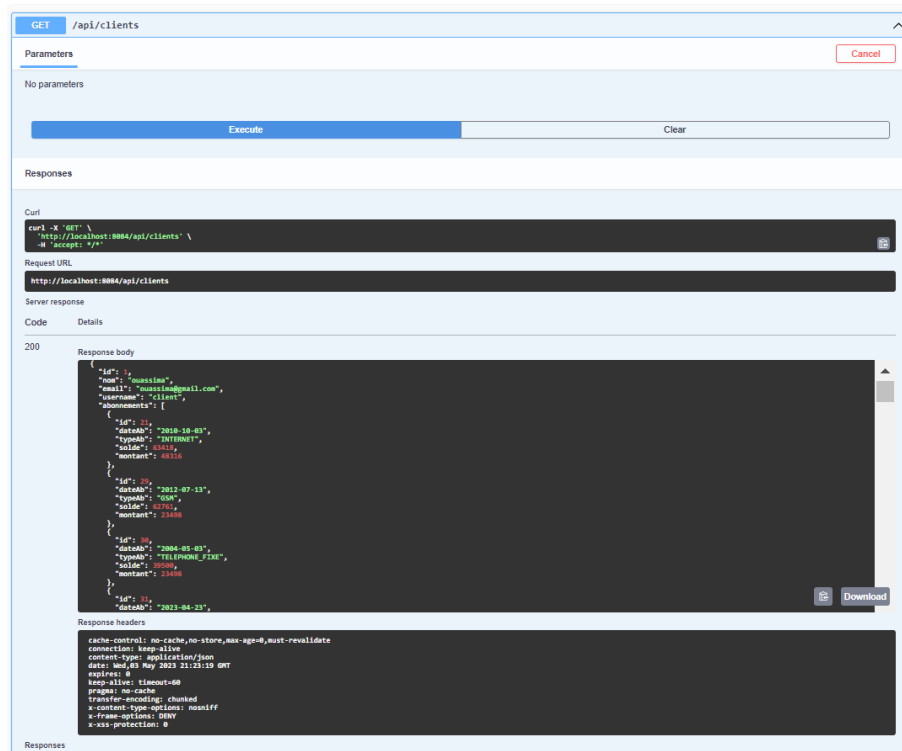 GET /api/clients
Parameters
Cancel
No parameters
Execute
Clear
Responses
Curl
curl -X 'GET' \
'http://localhost:8084/api/clients' \
-H 'accept: */*'
Request URL
http://localhost:8084/api/clients
Server response
Code Details
200
Response body
{
"id": 1,
"nom": "ouassima",
"email": "ouassima@gmail.com",
"username": "client",
"abonnements": [
{
"id": 21,
"dateAb": "2010-10-03",
"typeAb": "INTERNET",
"solde": 63418,
"montant": 48316
},
{
"id": 29,
"dateAb": "2012-07-13",
"typeAb": "GSM",
"solde": 62761,
"montant": 23498
},
{
"id": 30,
"dateAb": "2004-05-03",
"typeAb": "TELEPHONE_FIXE",
"solde": 39500,
"montant": 23498
},
{
"id": 31,
"dateAb": "2023-04-23",
Download
Response headers
cache-control: no-cache,no-store,max-age=0,must-revalidate
connection: keep-alive
content-type: application/json
date: Wed,03 May 2023 21:23:19 GMT
expires: 0
keep-alive: timeout=60
pragma: no-cache
transfer-encoding: chunked
x-content-type-options: nosniff
x-frame-options: DENY
x-xss-protection: 0
Responses